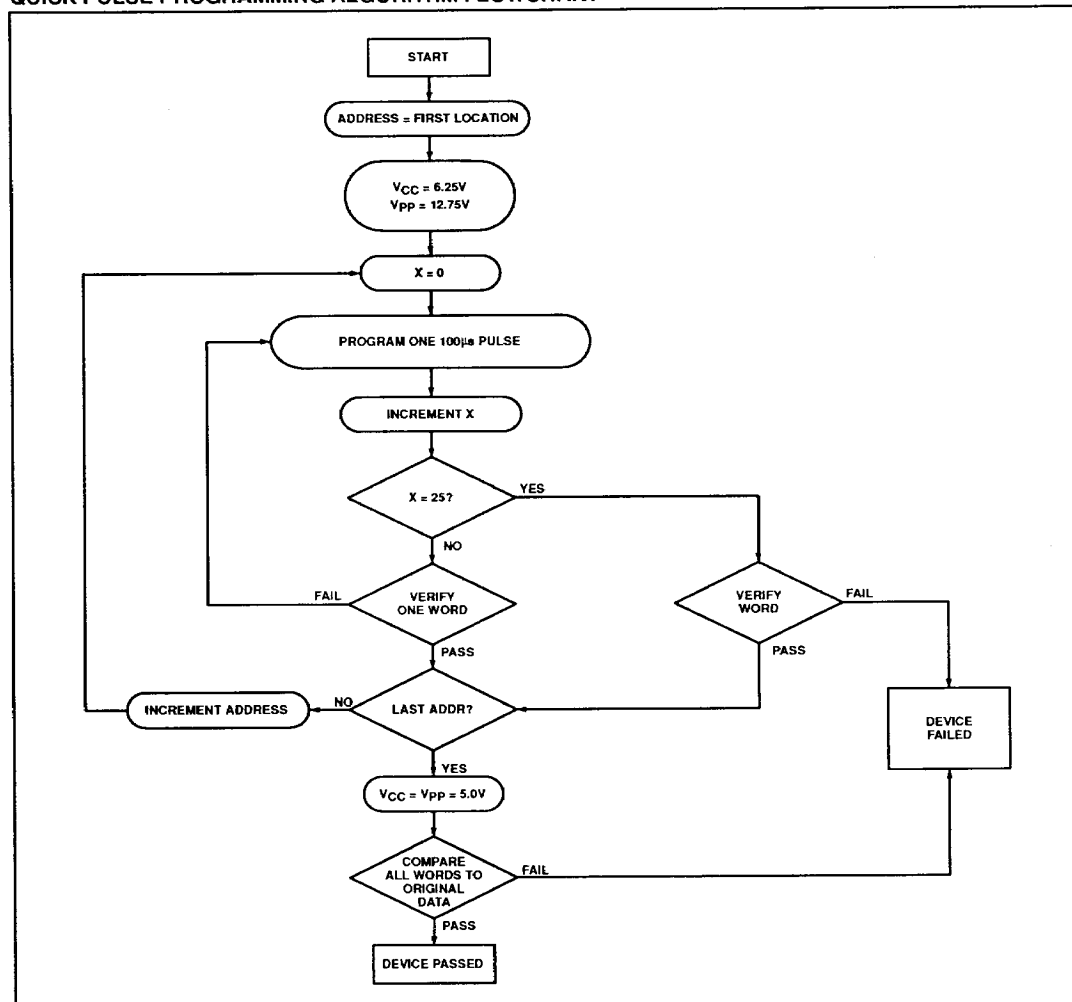 START
ADDRESS = FIRST LOCATION
VCC = 6.25V
VPP = 12.75V
X = 0
PROGRAM ONE 100µs PULSE
INCREMENT X
X = 25?
YES
NO
FAIL
VERIFY
ONE WORD
VERIFY
WORD
FAIL
PASS
PASS
INCREMENT ADDRESS
NO
LAST ADDR?
DEVICE
FAILED
YES
VCC = VPP = 5.0V
COMPARE
ALL WORDS TO
ORIGINAL
DATA
FAIL
PASS
DEVICE PASSED